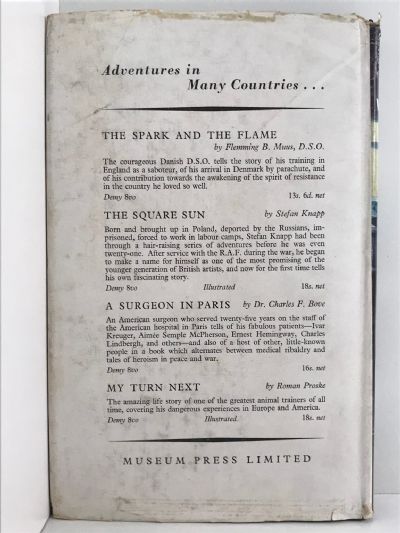 Adventures in
Many Countries . . .
THE SPARK AND THE FLAME
by Flemming B. Muus, D.S.O.
The courageous Danish D.S.O. tells the story of his training in
England as a saboteur, of his arrival in Denmark by parachute, and
of his contribution towards the awakening of the spirit of resistance
in the country he loved so well.
Demy 8vo 13s. 6d. net
THE SQUARE SUN by Stefan Knapp
Born and brought up in Poland, deported by the Russians, im-
prisoned, forced to work in labour camps, Stefan Knapp had been
through a hair-raising series of adventures before he was even
twenty-one. After service with the R.A.F. during the war, he began
to make a name for himself as one of the most promising of the
younger generation of British artists, and now for the first time tells
his own fascinating story.
Demy 8vo Illustrated 18s. net
A SURGEON IN PARIS by Dr. Charles F. Bove
An American surgeon who served twenty-five years on the staff of
the American hospital in Paris tells of his fabulous patients—Ivar
Kreuger, Aimée Semple McPherson, Ernest Hemingway, Charles
Lindbergh, and others—and also of a host of other, little-known
people in a book which alternates between medical ribaldry and
tales of heroism in peace and war.
Demy 8vo 16s. net
MY TURN NEXT by Roman Proske
The amazing life story of one of the greatest animal trainers of all
time, covering his dangerous experiences in Europe and America.
Demy 8vo Illustrated 18s. net
MUSEUM PRESS LIMITED